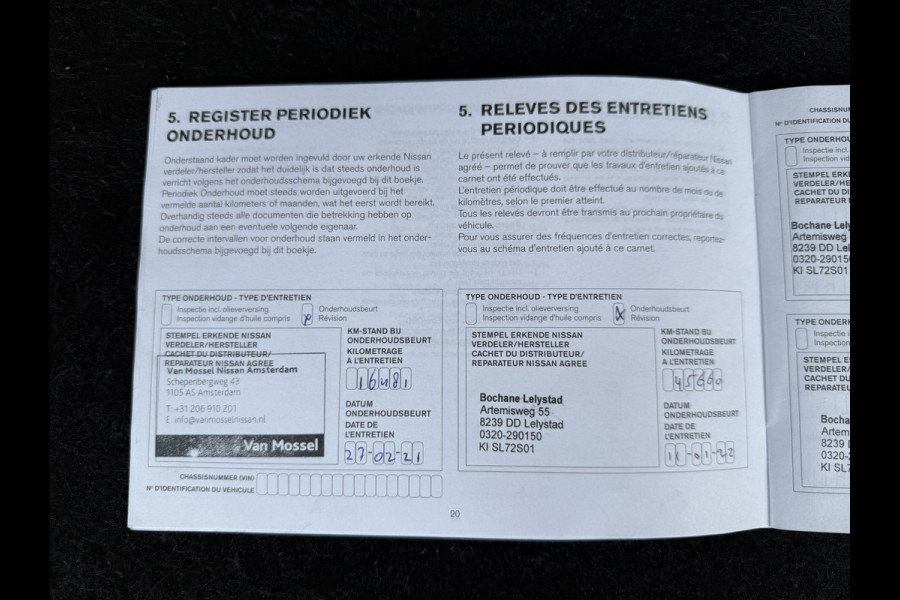 5. REGISTER PERIODIEK
ONDERHOUD
Onderstaand kader moet worden ingevuld door uw erkende Nissan
verdeler/hersteller zodat het duidelijk is dat steeds onderhoud is
verricht volgens het onderhoudsschema bijgevoegd bij dit boekje.
Periodiek Onderhoud moet steeds worden uitgevoerd bij het
vermelde aantal kilometers of maanden, wat het eerst wordt bereikt.
Overhandig steeds alle documenten die betrekking hebben op
onderhoud aan een eventuele volgende eigenaar.
De correcte intervallen voor onderhoud staan vermeld in het onder-
houdsschema bijgevoegd bij dit boekje.
TYPE ONDERHOUD - TYPE D'ENTRETIEN
Inspectie incl. olieverversing
Inspection vidange d'huile compris
Onderhoudsbeurt
Révision
STEMPEL ERKENDE NISSAN
VERDELER/HERSTELLER
CACHET DU DISTRIBUTEUR/
REPARATEUR NISSAN AGREE
Van Mossel Nissan Amsterdam
Schepenbergweg 43
1105 AS Amsterdam
T: +31 206 910 201
E: info@vanmosselnissan.nl
Van Mossel
KM-STAND BIJ
ONDERHOUDSBEURT
KILOMETRAGE
A L'ENTRETIEN
16481
DATUM
ONDERHOUDSBEURT
DATE DE
L'ENTRETIEN
27-02-21
CHASSISNUMMER (VIN)
N° D'IDENTIFICATION DU VEHICULE
5. RELEVES DES ENTRETIENS
PERIODIQUES
Le présent relevé – à remplir par votre distributeur/réparateur Nissan
agréé – permet de prouver que les travaux d'entretien ajoutés à ce
carnet ont été effectués.
L'entretien périodique doit être effectué au nombre de mois ou de
kilomètres, selon le premier atteint.
Tous les relevés devront être transmis au prochain propriétaire du
véhicule.
Pour vous assurer des fréquences d'entretien correctes, reportez-
vous au schéma d'entretien ajouté à ce carnet.
TYPE ONDERHOUD - TYPE D'ENTRETIEN
Inspectie incl. olieverversing
Inspection vidange d'huile compris
x
Onderhoudsbeurt
Révision
STEMPEL ERKENDE NISSAN
VERDELER/HERSTELLER
CACHET DU DISTRIBUTEUR/
REPARATEUR NISSAN AGREE
Bochane Lelystad
Artemisweg 55
8239 DD Lelystad
0320-290150
KI SL72S01
KM-STAND BIJ
ONDERHOUDSBEURT
KILOMETRAGE
A L'ENTRETIEN
DATUM
ONDERHOUDSBEURT
DATE DE
L'ENTRETIEN
11-01-22
20
CHASSISNU
N° D'IDENTIFICATION DU
TYPE ONDERHOU
Inspectie incl.
Inspection vid
STEMPEL ERK
VERDELER/HE
CACHET DU DI
REPARATEUR
Bochane Lely
Artemisweg
8239 DD Lel
0320-29015
KI SL72S01
TYPE ONDER
Inspectie
Inspection
STEMPEL E
VERDELER/
CACHET DU
REPARATEU
Bocha
Artem
8239
0320-
KI SL7